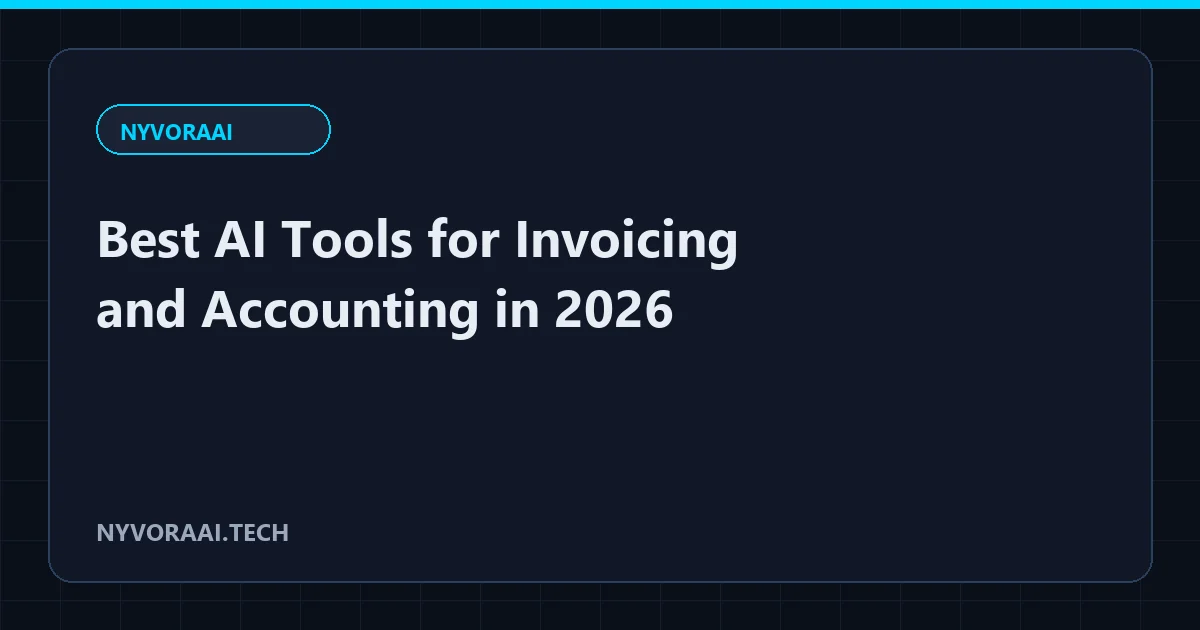 NYVORAAI
Best AI Tools for Invoicing
and Accounting in 2026
NYVORAAI.TECH